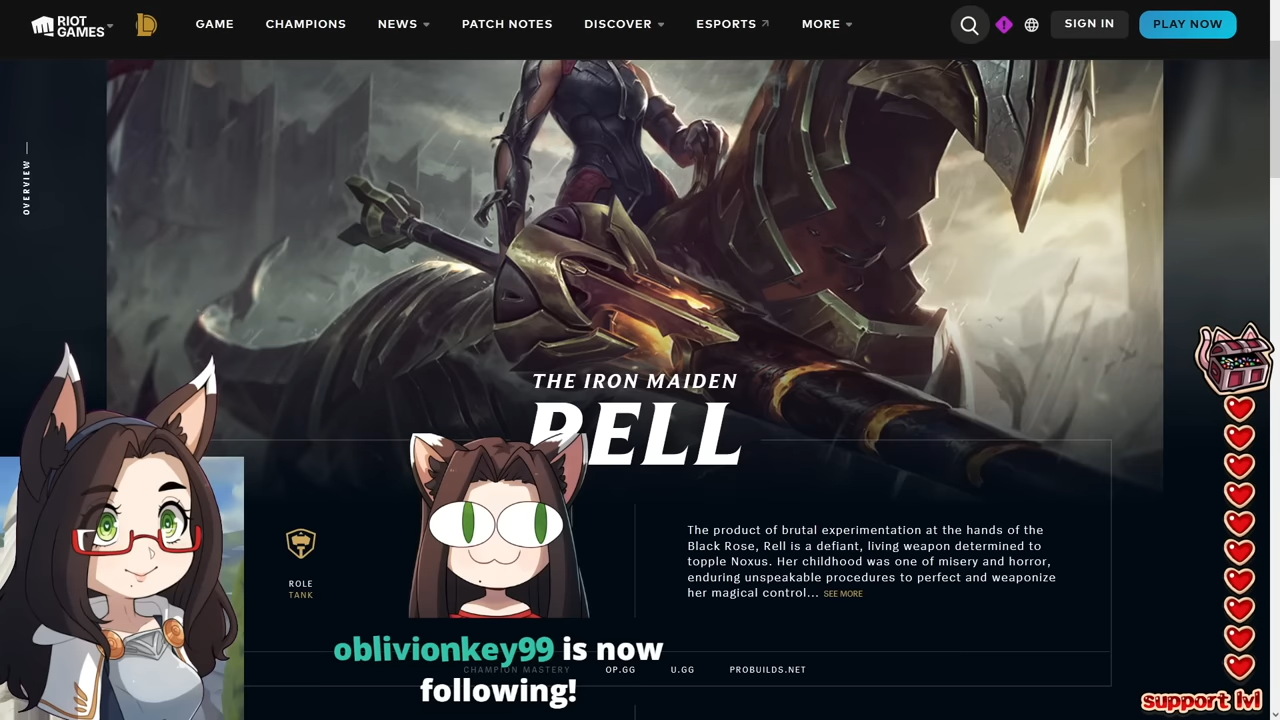 RIOT GAMES
GAME
CHAMPIONS
NEWS
PATCH NOTES
DISCOVER
ESPORTS
MORE
SIGN IN
PLAY NOW
OVERVIEW
THE IRON MAIDEN
RELL
ROLE
TANK
The product of brutal experimentation at the hands of the
Black Rose, Rell is a defiant, living weapon determined to
topple Noxus. Her childhood was one of misery and horror,
enduring unspeakable procedures to perfect and weaponize
her magical control... SEE MORE
oblivionkey99 is now
following!
CHAMPION MASTERY
OP.GG
U.GG
PROBUILDS.NET
support lvl